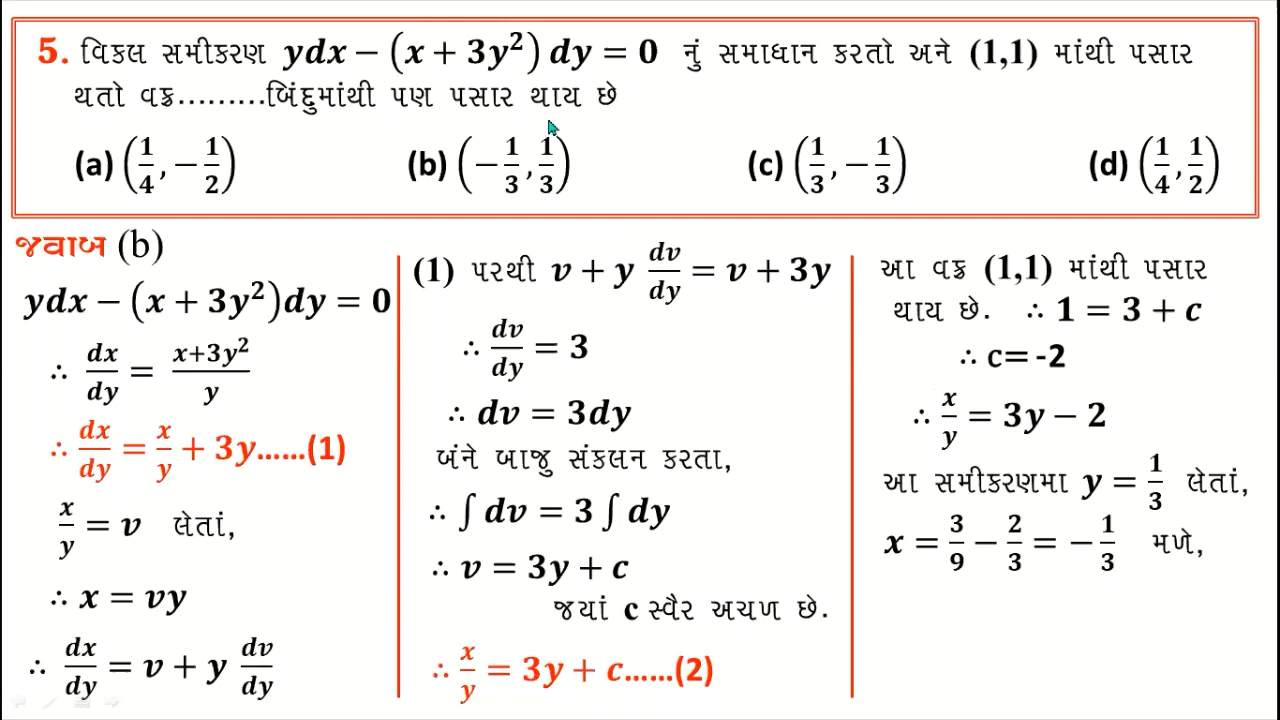 5. વિકલ સમીકરણ ydx − (x + 3y²) dy = 0 નું સમાધાન કરતો અને (1,1) માંથી પસાર
થતો વક્ર.........બિંદુમાંથી પણ પસાર થાય છે
(a) (1/4, −1/2) (b) (−1/3, 1/3) (c) (1/3, −1/3) (d) (1/4, 1/2)
જવાબ (b)
ydx − (x + 3y²)dy = 0
∴ dx/dy = (x+3y²)/y
∴ dx/dy = x/y + 3y......(1)
x/y = v લેતાં,
∴ x = vy
∴ dx/dy = v + y dv/dy
(1) પરથી v + y dv/dy = v + 3y
∴ dv/dy = 3
∴ dv = 3dy
બંને બાજુ સંકલન કરતા,
∴ ∫ dv = 3 ∫ dy
∴ v = 3y + c
જયાં c સ્વૈર અચળ છે.
∴ x/y = 3y + c......(2)
આ વક્ર (1,1) માંથી પસાર
થાય છે. ∴ 1 = 3 + c
∴ c= -2
∴ x/y = 3y − 2
આ સમીકરણમા y = 1/3 લેતાં,
x = 3/9 − 2/3 = −1/3 મળે,